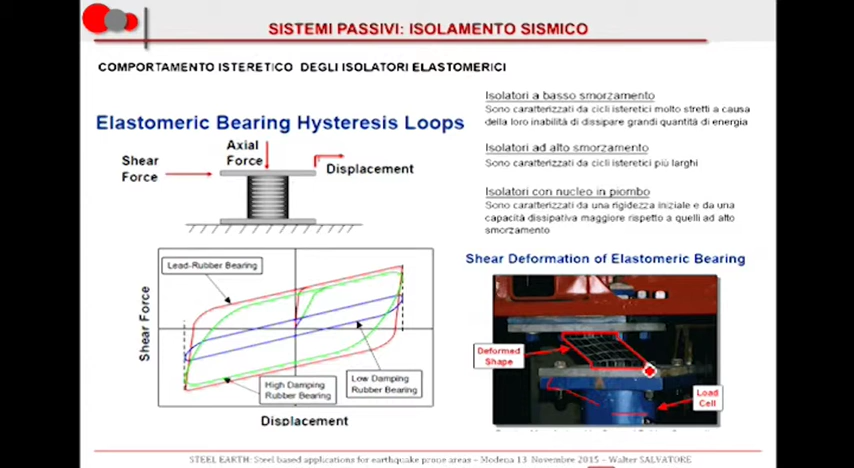 SISTEMI PASSIVI: ISOLAMENTO SISMICO
COMPORTAMENTO ISTERETICO DEGLI ISOLATORI ELASTOMERICI
Elastomeric Bearing Hysteresis Loops
Axial
Force
Shear
Force
Displacement
Lead-Rubber Bearing
Shear Force
High Damping
Rubber Bearing
Low Damping
Rubber Bearing
Displacement
Isolatori a basso smorzamento
Sono caratterizzati da cicli isteretici molto stretti a causa
della loro inabilità di dissipare grandi quantità di energia
Isolatori ad alto smorzamento
Sono caratterizzati da cicli isteretici più larghi
Isolatori con nucleo in piombo
Sono caratterizzati da una rigidezza iniziale e da una
capacità dissipativa maggiore rispetto a quelli ad alto
smorzamento
Shear Deformation of Elastomeric Bearing
Deformed
Shape
Load
Cell
STEEL EARTH: Steel based applications for earthquake prone areas – Modena 13 Novembre 2015 – Walter SALVATORE